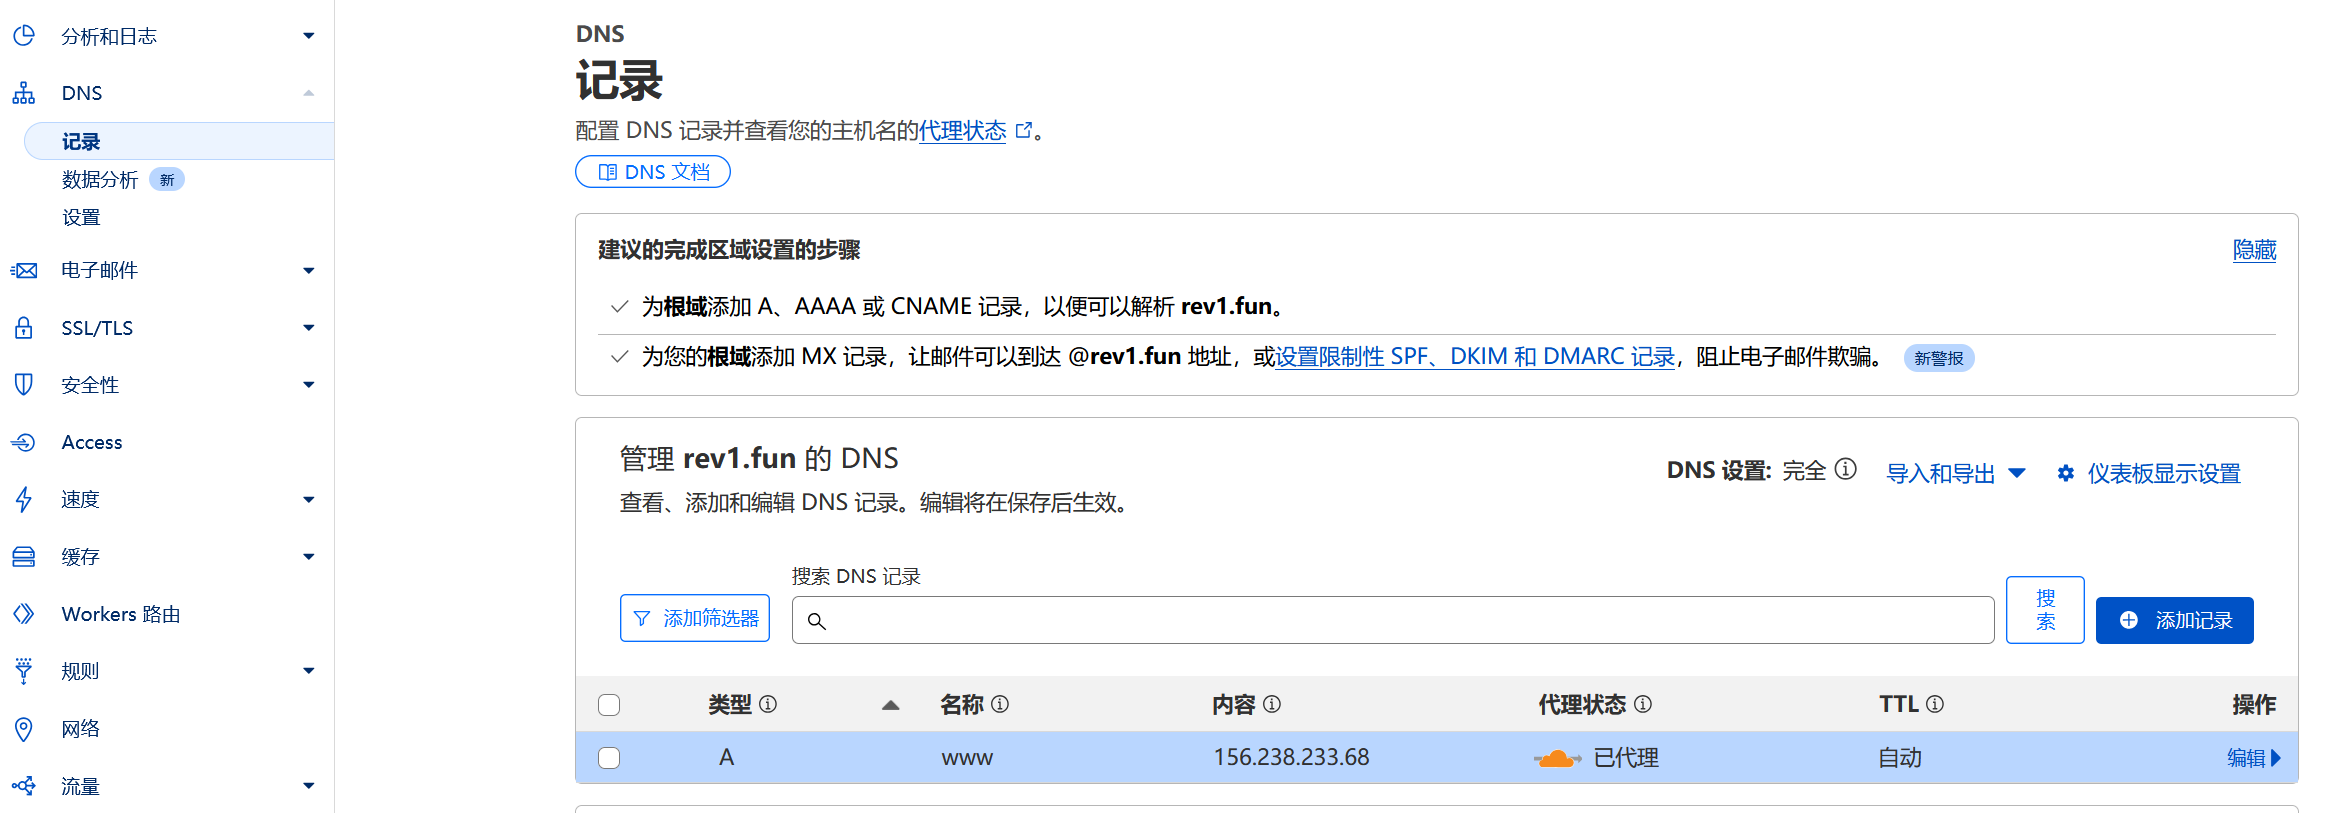 分析和日志
DNS
记录
数据分析 新
设置
电子邮件
SSL/TLS
安全性
Access
速度
缓存
Workers 路由
规则
网络
流量
DNS
记录
配置 DNS 记录并查看您的主机名的代理状态。
DNS 文档
建议的完成区域设置的步骤
隐藏
为根域添加 A、AAAA 或 CNAME 记录，以便可以解析 rev1.fun。
为您的根域添加 MX 记录，让邮件可以到达 @rev1.fun 地址，或设置限制性 SPF、DKIM 和 DMARC 记录，阻止电子邮件欺骗。 新警报
管理 rev1.fun 的 DNS
查看、添加和编辑 DNS 记录。编辑将在保存后生效。
DNS 设置: 完全 导入和导出 仪表板显示设置
搜索 DNS 记录
添加筛选器
搜
索
添加记录
类型 名称 内容 代理状态 TTL 操作
A www 156.238.233.68 已代理 自动 编辑